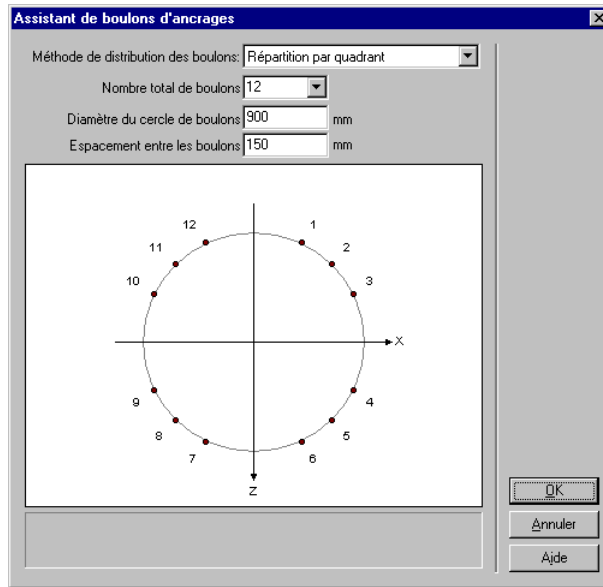 Assistant de boulons d'ancrages
Méthode de distribution des boulons: Répartition par quadrant
Nombre total de boulons 12
Diamètre du cercle de boulons 900 mm
Espacement entre les boulons 150 mm
12 1
11 2
10 3
X
9 4
8 5
7 6
Z
OK
Annuler
Aide